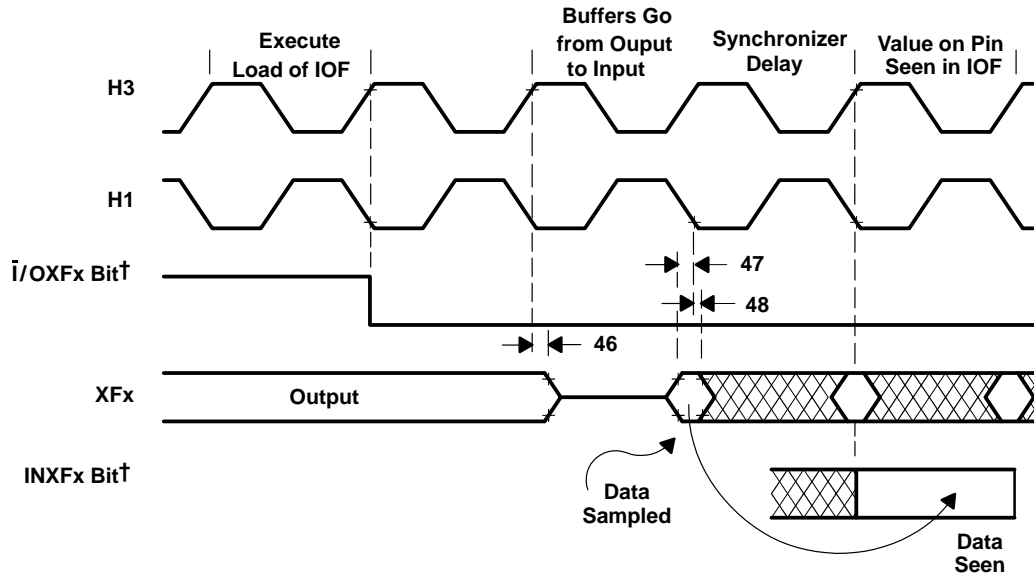 Execute
Load of IOF
Buffers Go
from Ouput
to Input
Synchronizer
Delay
Value on Pin
Seen in IOF
H3
H1
Ī/OXFx Bit†
47
48
46
XFx
Output
INXFx Bit†
Data
Sampled
Data
Seen